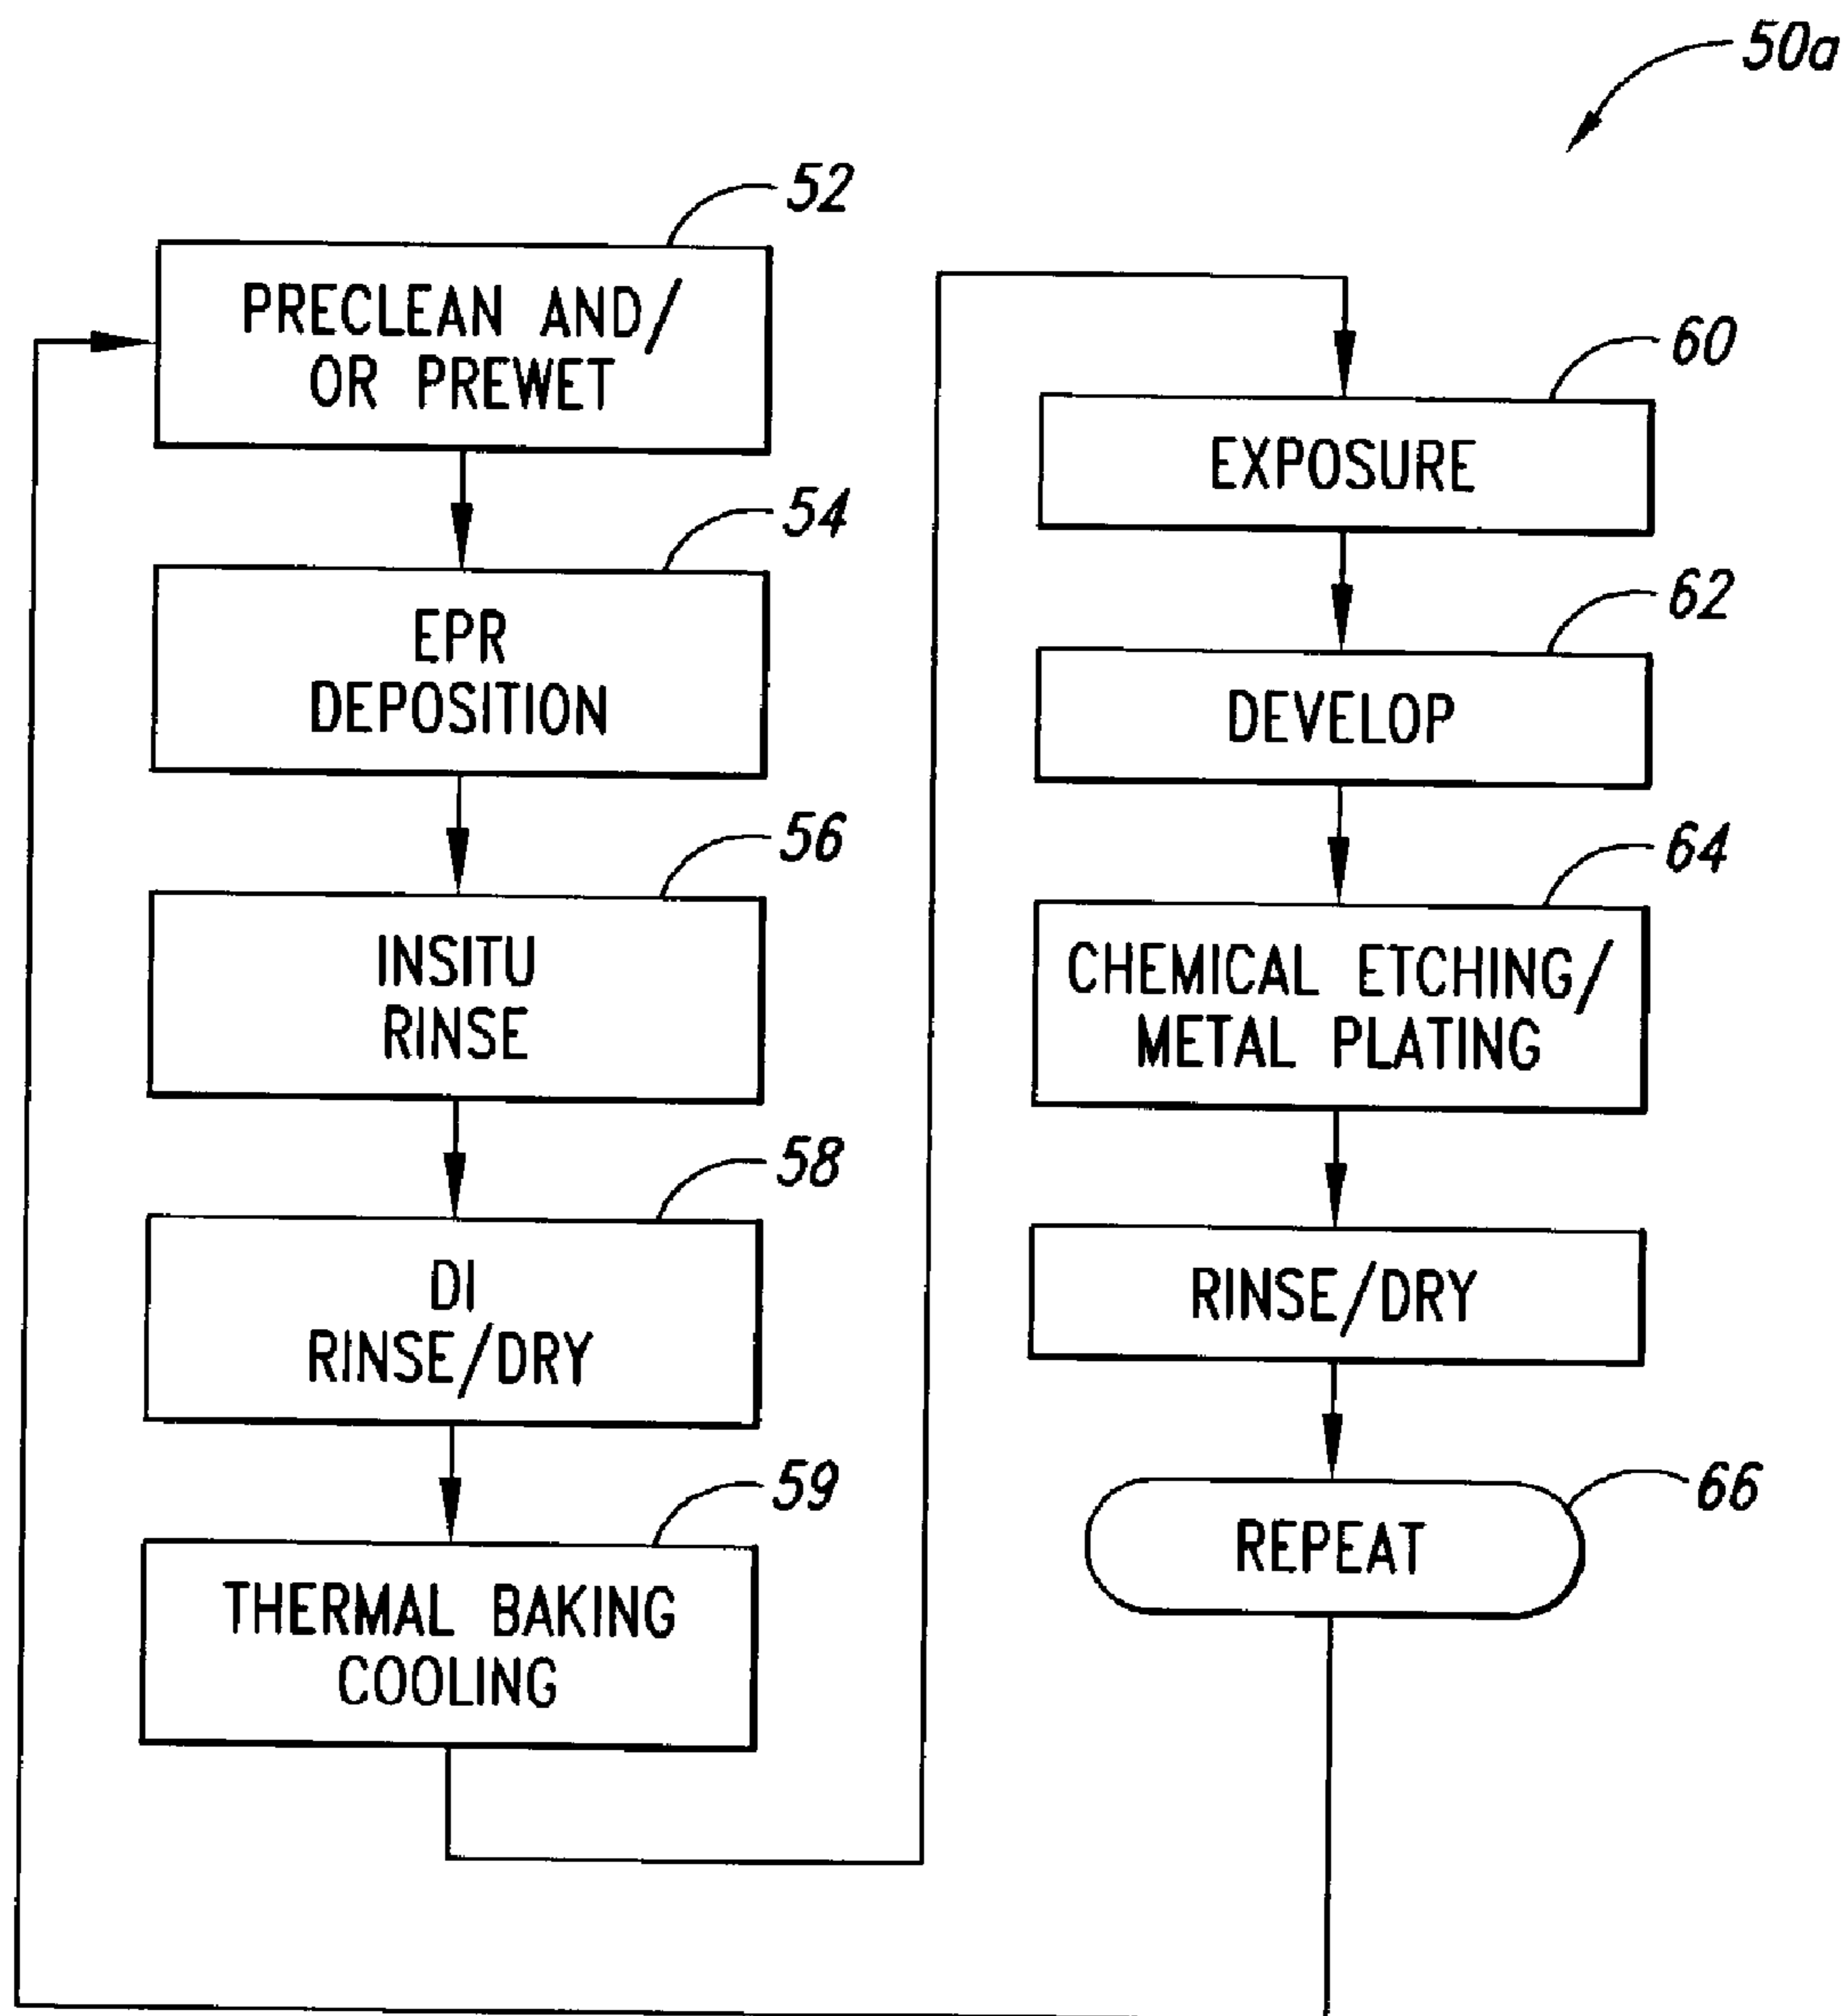 50a
52
PRECLEAN AND/
OR PREWET
54
EPR
DEPOSITION
56
INSITU
RINSE
58
DI
RINSE/DRY
59
THERMAL BAKING
COOLING
60
EXPOSURE
62
DEVELOP
64
CHEMICAL ETCHING/
METAL PLATING
RINSE/DRY
66
REPEAT